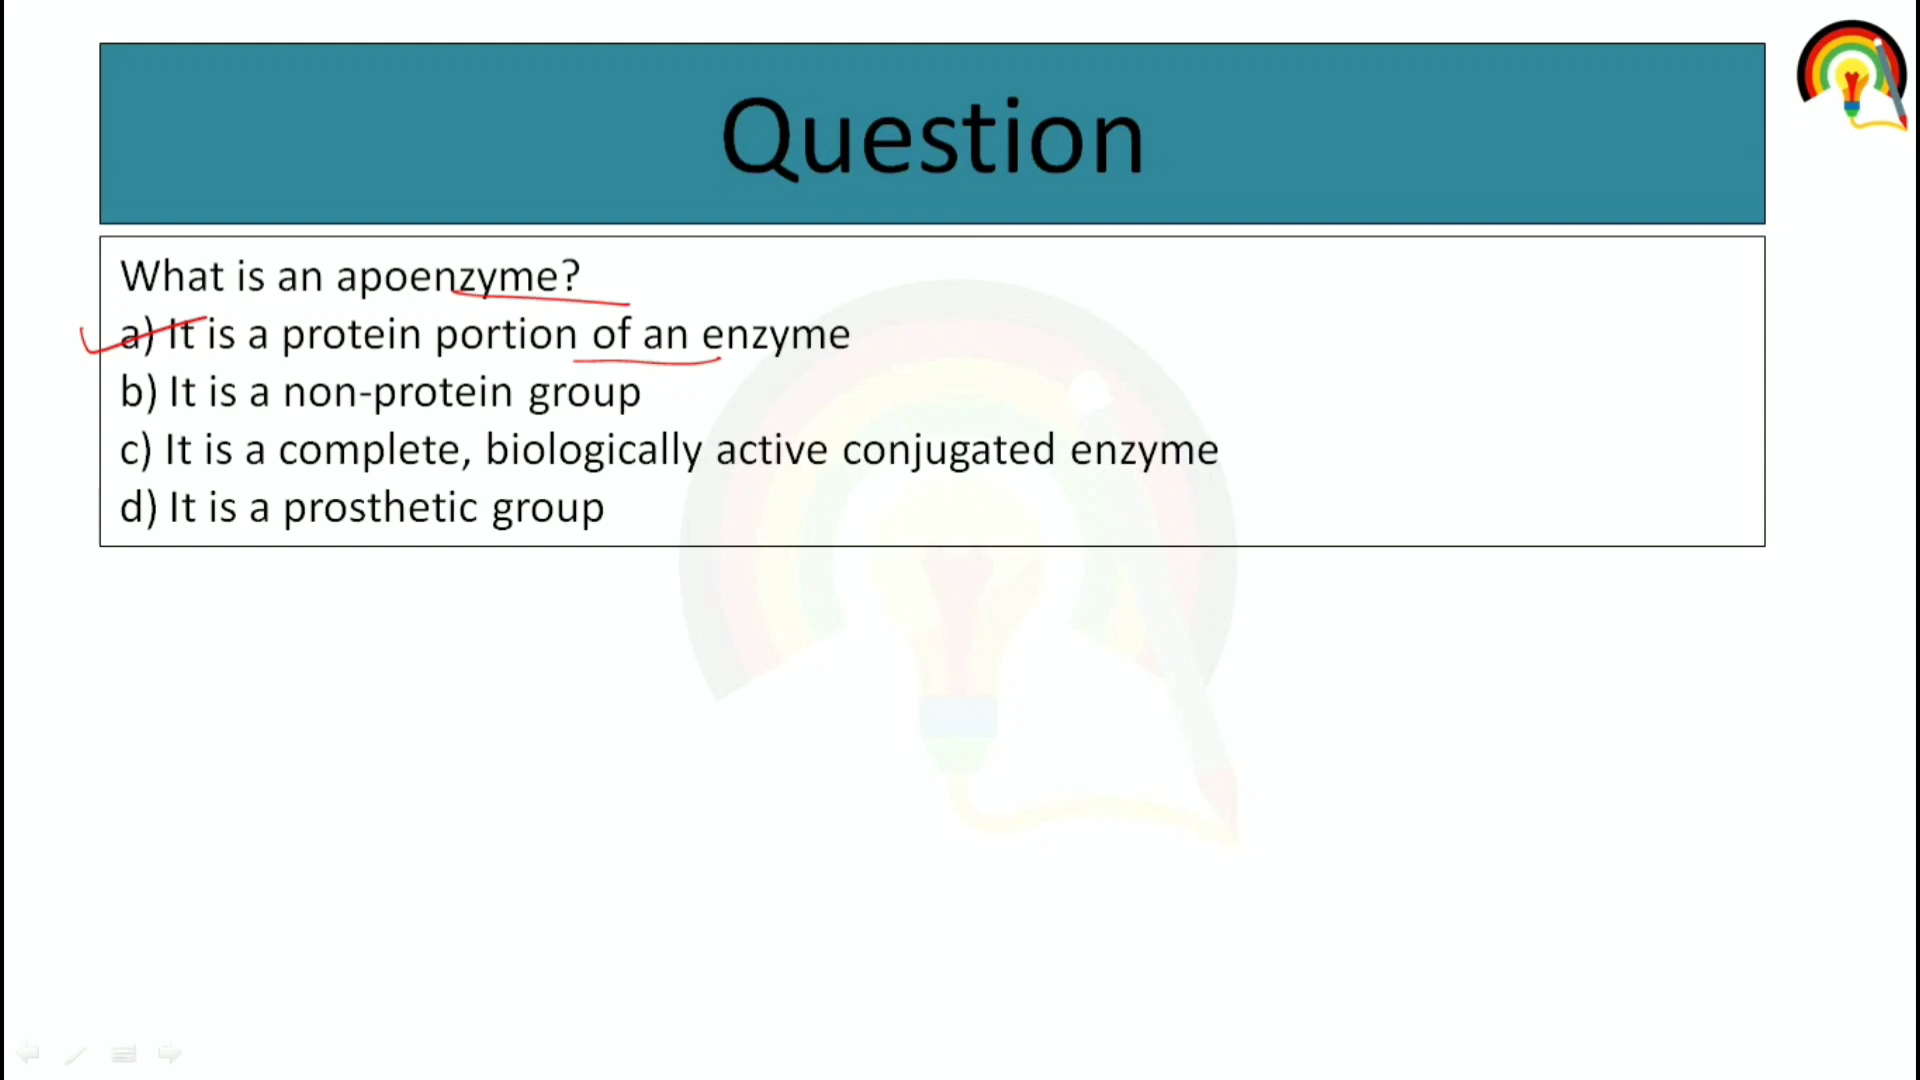 Question
What is an apoenzyme?
a) It is a protein portion of an enzyme
b) It is a non-protein group
c) It is a complete, biologically active conjugated enzyme
d) It is a prosthetic group